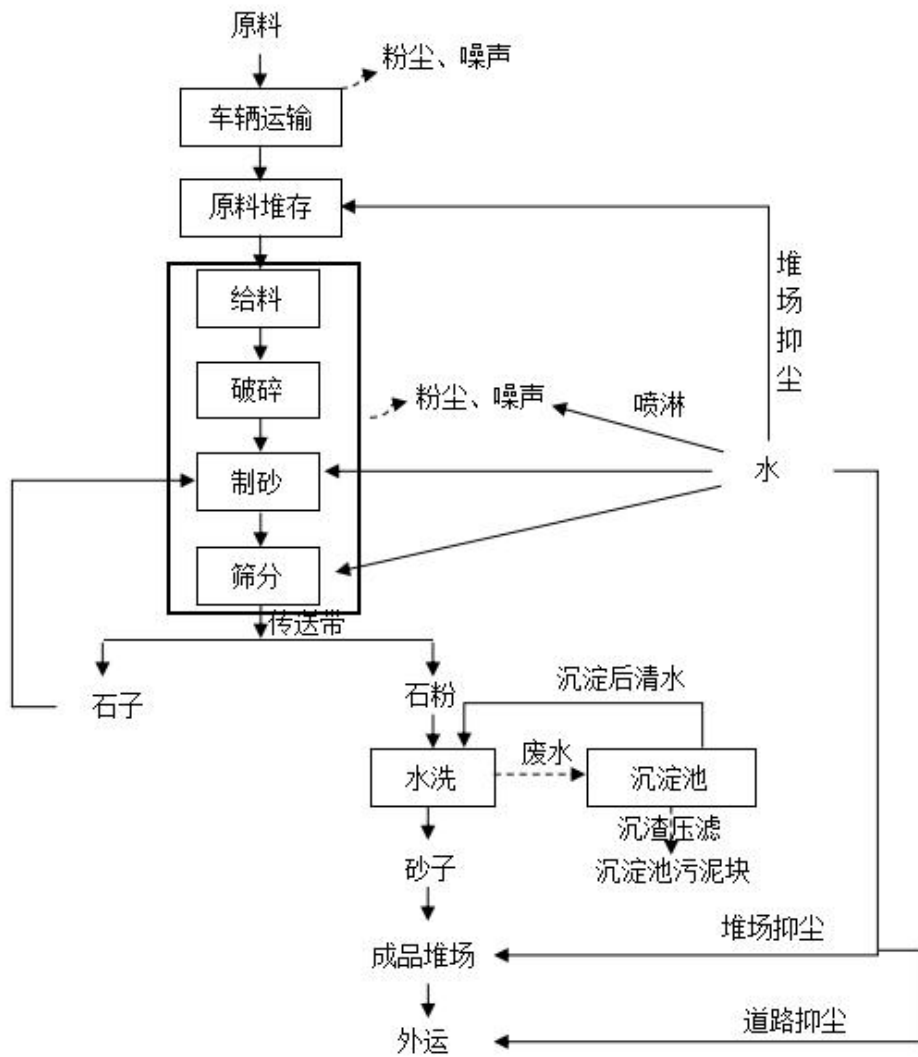 原料
粉尘、噪声
车辆运输
原料堆存
堆场抑尘
给料
破碎
粉尘、噪声
喷淋
制砂
水
筛分
传送带
石子
石粉
沉淀后清水
水洗
废水
沉淀池
沉渣压滤
砂子
沉淀池污泥块
堆场抑尘
成品堆场
道路抑尘
外运